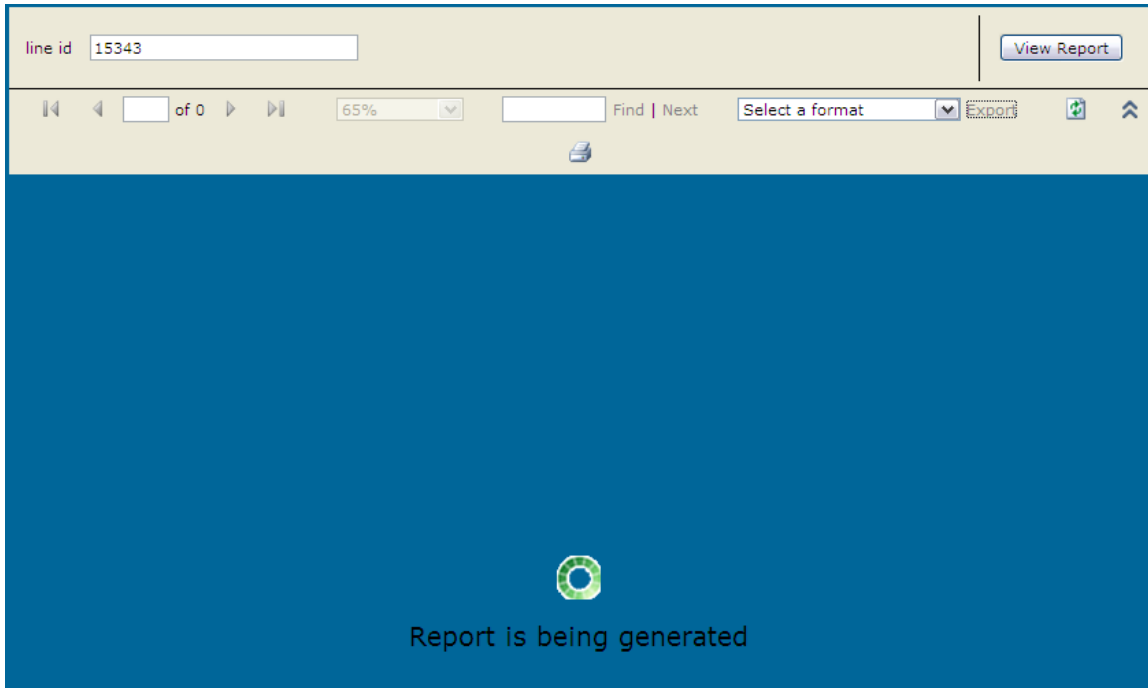 line id 15343 View Report
of 0 65% Find | Next Select a format Export
Report is being generated